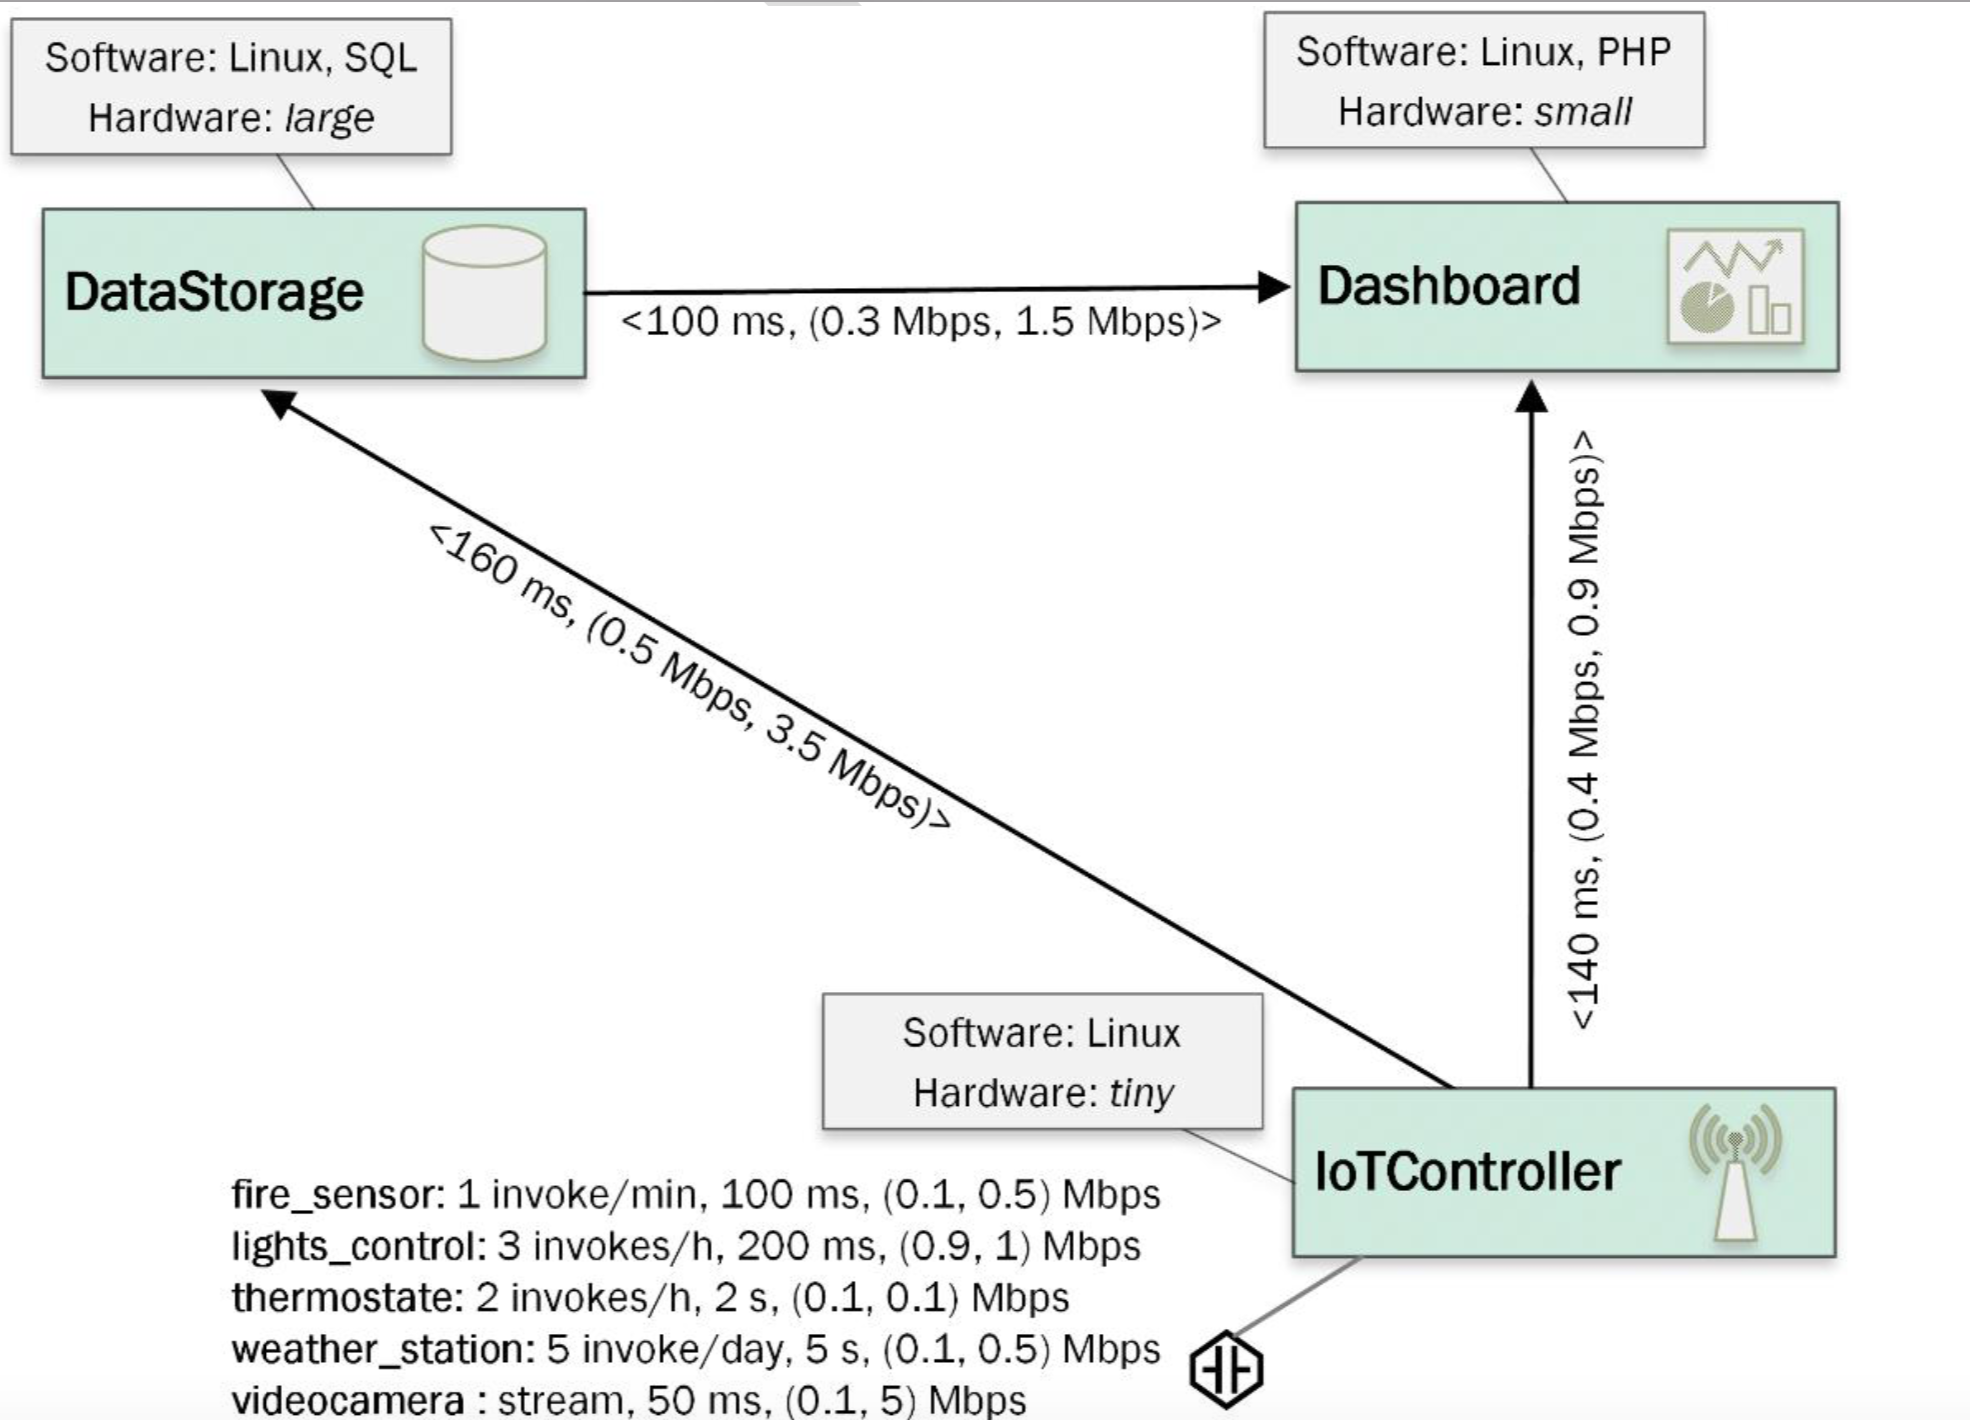 Software: Linux, SQL
Hardware: large
Software: Linux, PHP
Hardware: small
DataStorage
<100 ms, (0.3 Mbps, 1.5 Mbps)>
Dashboard
<160 ms, (0.5 Mbps, 3.5 Mbps)>
<140 ms, (0.4 Mbps, 0.9 Mbps)>
Software: Linux
Hardware: tiny
IoTController
fire_sensor: 1 invoke/min, 100 ms, (0.1, 0.5) Mbps
lights_control: 3 invokes/h, 200 ms, (0.9, 1) Mbps
thermostate: 2 invokes/h, 2 s, (0.1, 0.1) Mbps
weather_station: 5 invoke/day, 5 s, (0.1, 0.5) Mbps
videocamera : stream, 50 ms, (0.1, 5) Mbps